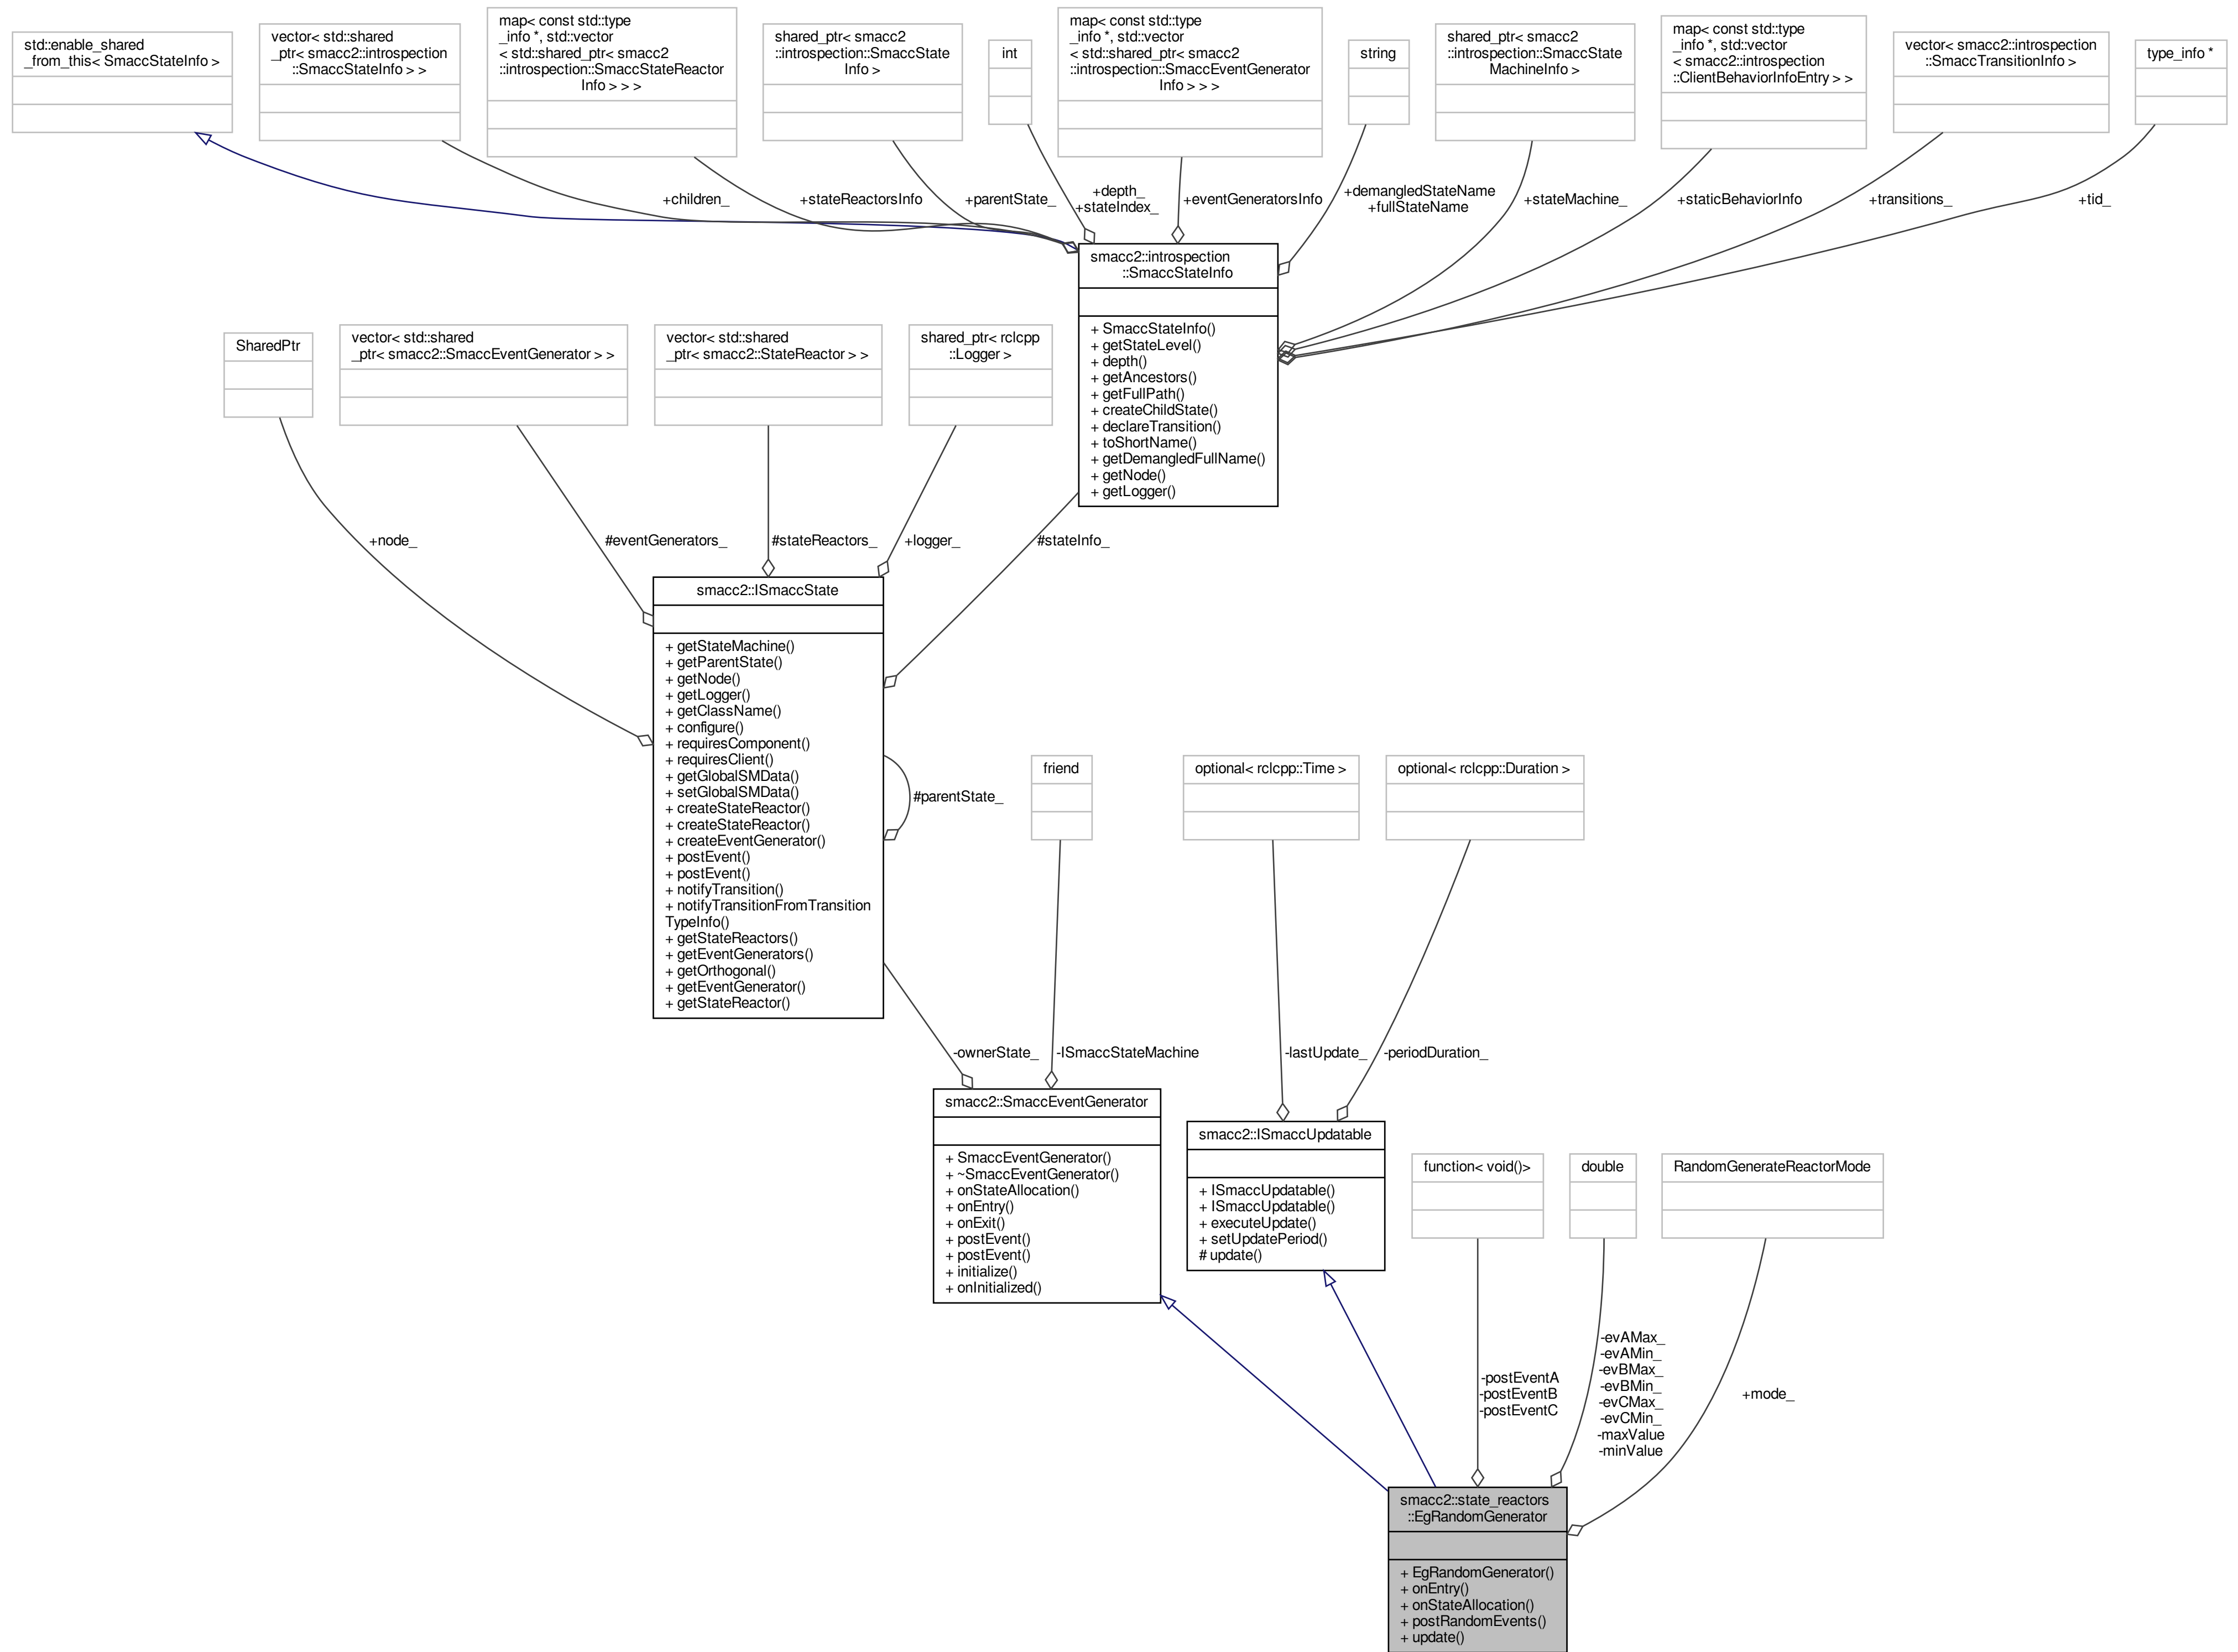 std::enable_shared
_from_this< SmaccStateInfo >
vector< std::shared
_ptr< smacc2::introspection
::SmaccStateInfo > >
map< const std::type
_info *, std::vector
< std::shared_ptr< smacc2
::introspection::SmaccStateReactor
Info > > >
shared_ptr< smacc2
::introspection::SmaccState
Info >
int
map< const std::type
_info *, std::vector
< std::shared_ptr< smacc2
::introspection::SmaccEventGenerator
Info > > >
string
shared_ptr< smacc2
::introspection::SmaccState
MachineInfo >
map< const std::type
_info *, std::vector
< smacc2::introspection
::ClientBehaviorInfoEntry > >
vector< smacc2::introspection
::SmaccTransitionInfo >
type_info *
+children_
+stateReactorsInfo
+parentState_
+depth_
+stateIndex_
+eventGeneratorsInfo
+demangledStateName
+fullStateName
+stateMachine_
+staticBehaviorInfo
+transitions_
+tid_
smacc2::introspection
::SmaccStateInfo
+ SmaccStateInfo()
+ getStateLevel()
+ depth()
+ getAncestors()
+ getFullPath()
+ createChildState()
+ declareTransition()
+ toShortName()
+ getDemangledFullName()
+ getNode()
+ getLogger()
SharedPtr
vector< std::shared
_ptr< smacc2::SmaccEventGenerator > >
vector< std::shared
_ptr< smacc2::StateReactor > >
shared_ptr< rclcpp
::Logger >
+node_
#eventGenerators_
#stateReactors_
+logger_
#stateInfo_
smacc2::ISmaccState
+ getStateMachine()
+ getParentState()
+ getNode()
+ getLogger()
+ getClassName()
+ configure()
+ requiresComponent()
+ requiresClient()
+ getGlobalSMData()
+ setGlobalSMData()
+ createStateReactor()
+ createStateReactor()
+ createEventGenerator()
+ postEvent()
+ postEvent()
+ notifyTransition()
+ notifyTransitionFromTransition
TypeInfo()
+ getStateReactors()
+ getEventGenerators()
+ getOrthogonal()
+ getEventGenerator()
+ getStateReactor()
#parentState_
friend
optional< rclcpp::Time >
optional< rclcpp::Duration >
-ownerState_
-ISmaccStateMachine
-lastUpdate_
-periodDuration_
smacc2::SmaccEventGenerator
+ SmaccEventGenerator()
+ ~SmaccEventGenerator()
+ onStateAllocation()
+ onEntry()
+ onExit()
+ postEvent()
+ postEvent()
+ initialize()
+ onInitialized()
smacc2::ISmaccUpdatable
+ ISmaccUpdatable()
+ ISmaccUpdatable()
+ executeUpdate()
+ setUpdatePeriod()
# update()
function< void()>
double
RandomGenerateReactorMode
-postEventA
-postEventB
-postEventC
-evAMax_
-evAMin_
-evBMax_
-evBMin_
-evCMax_
-evCMin_
-maxValue
-minValue
+mode_
smacc2::state_reactors
::EgRandomGenerator
+ EgRandomGenerator()
+ onEntry()
+ onStateAllocation()
+ postRandomEvents()
+ update()